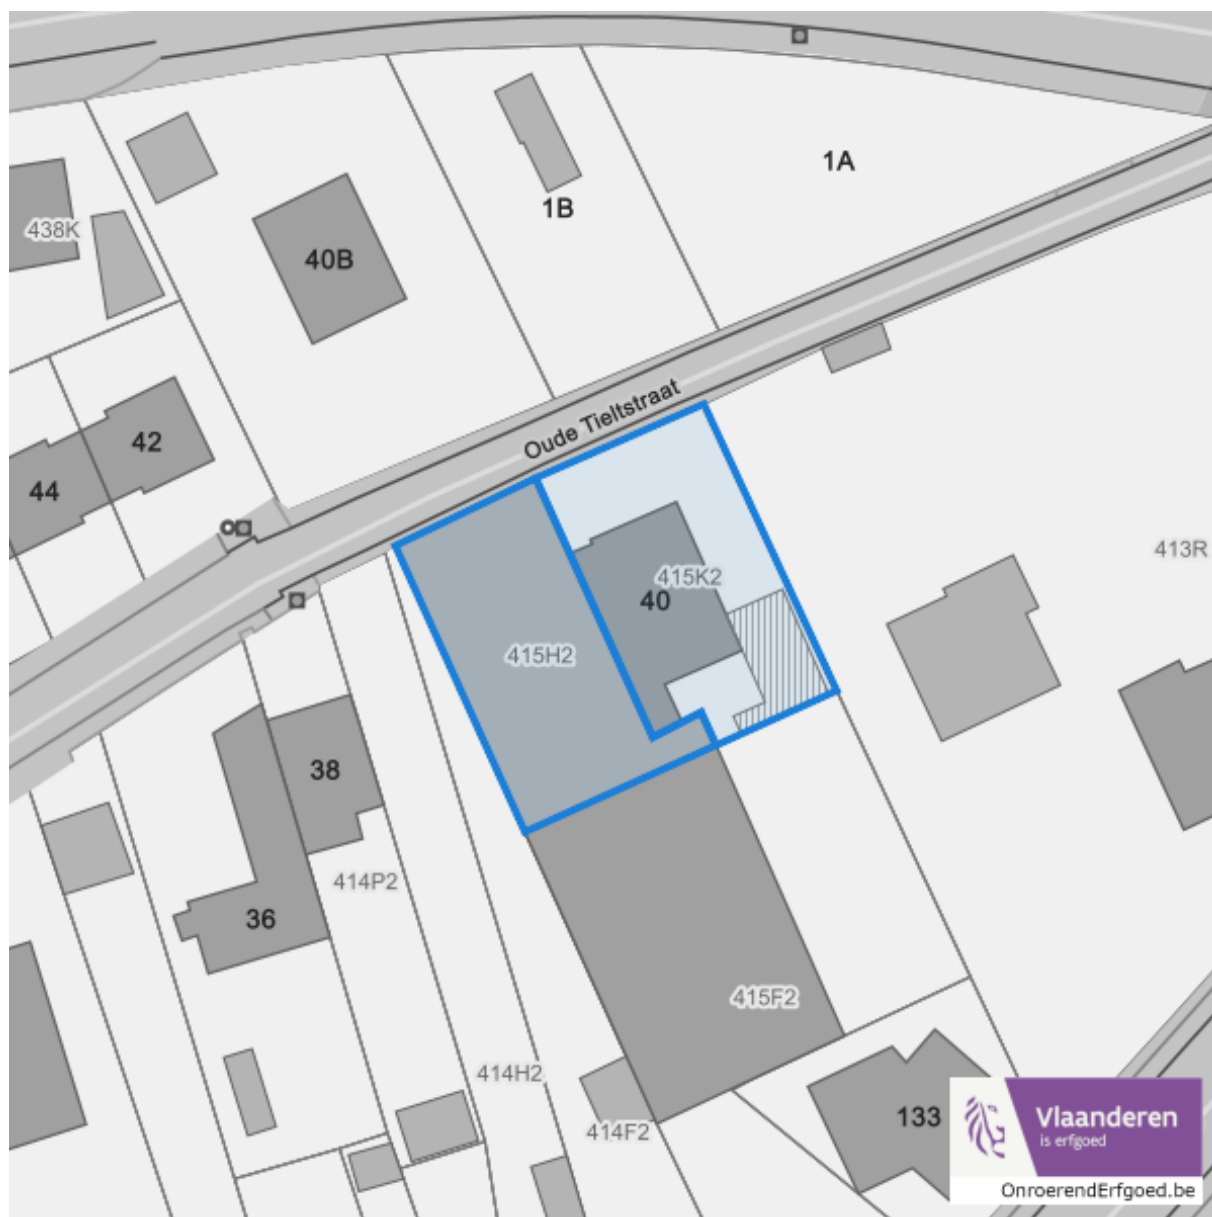 1A
1B
438K
40B
Oude Tieltstraat
42
44
413R
415K2
40
415H2
38
414P2
36
415F2
414H2
133
414F2
Vlaanderen
is erfgoed
OnroerendErfgoed.be